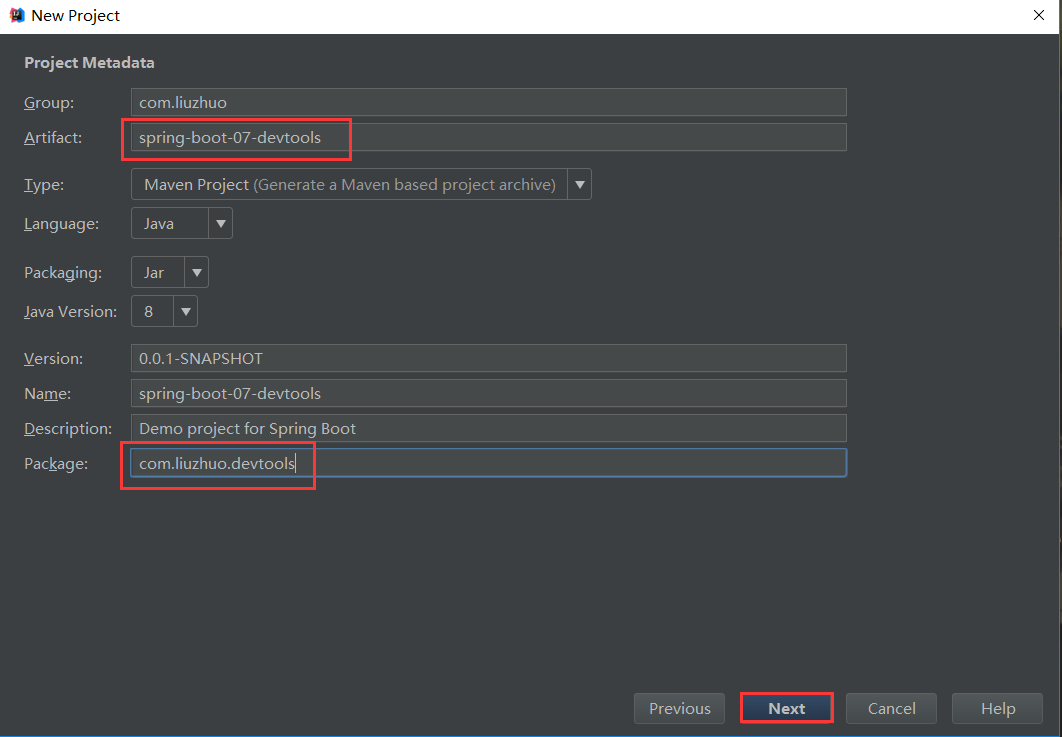 New Project
Project Metadata
Group: com.liuzhuo
Artifact: spring-boot-07-devtools
Type: Maven Project (Generate a Maven based project archive)
Language: Java
Packaging: Jar
Java Version: 8
Version: 0.0.1-SNAPSHOT
Name: spring-boot-07-devtools
Description: Demo project for Spring Boot
Package: com.liuzhuo.devtools
Previous Next Cancel Help